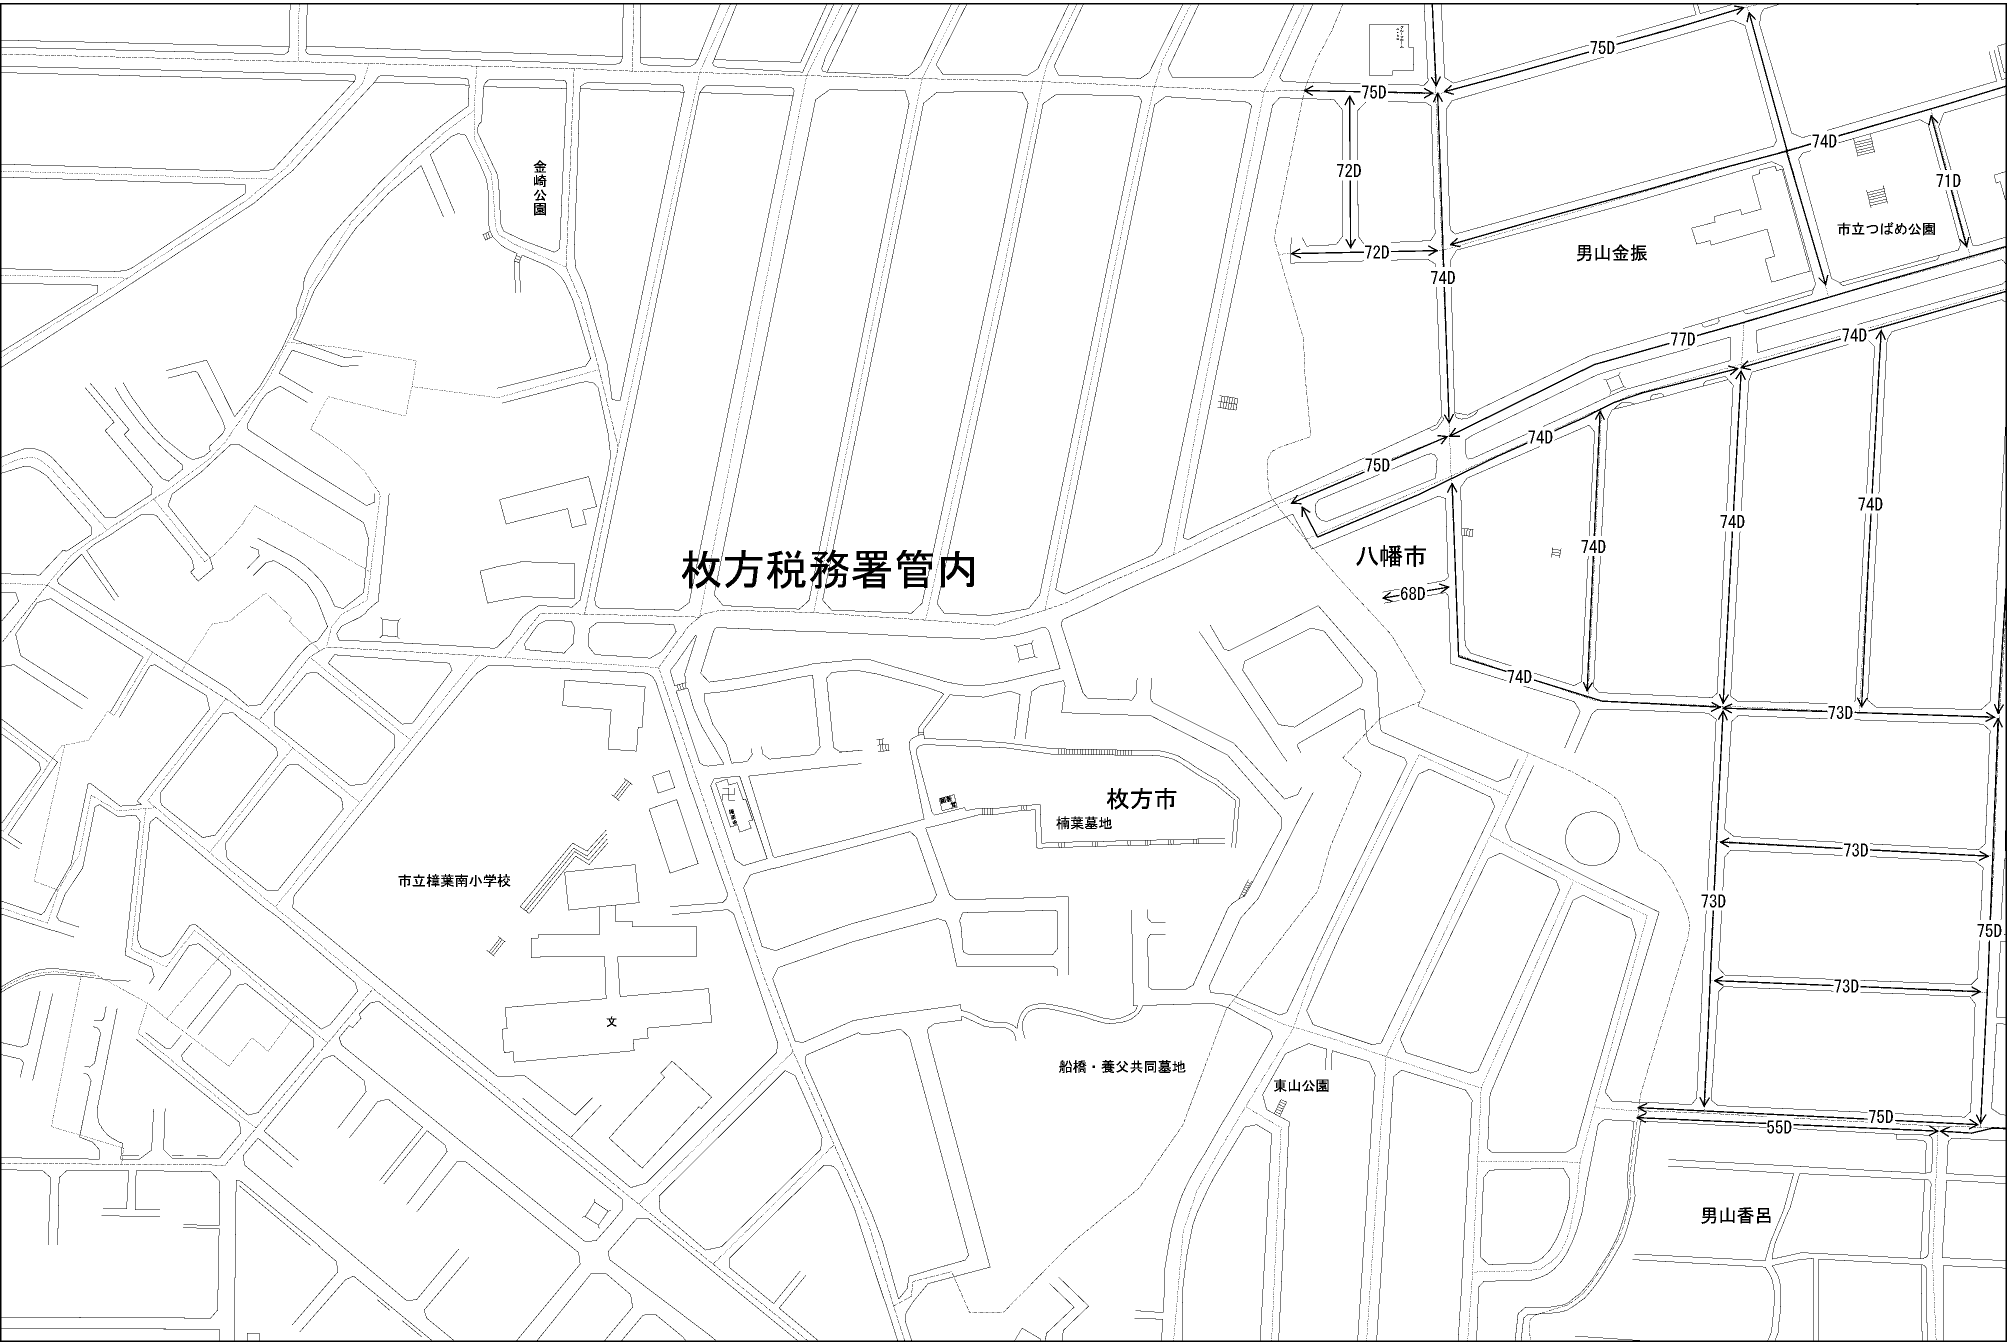 75D
75D
74D
金崎公園
72D
71D
市立つばめ公園
72D
男山金振
74D
77D
74D
74D
75D
74D
74D
74D
枚方税務署管内
八幡市
68D
74D
73D
枚方市
楠葉墓地
73D
市立樟葉南小学校
73D
75D
73D
文
船橋・養父共同墓地
東山公園
75D
55D
男山香呂